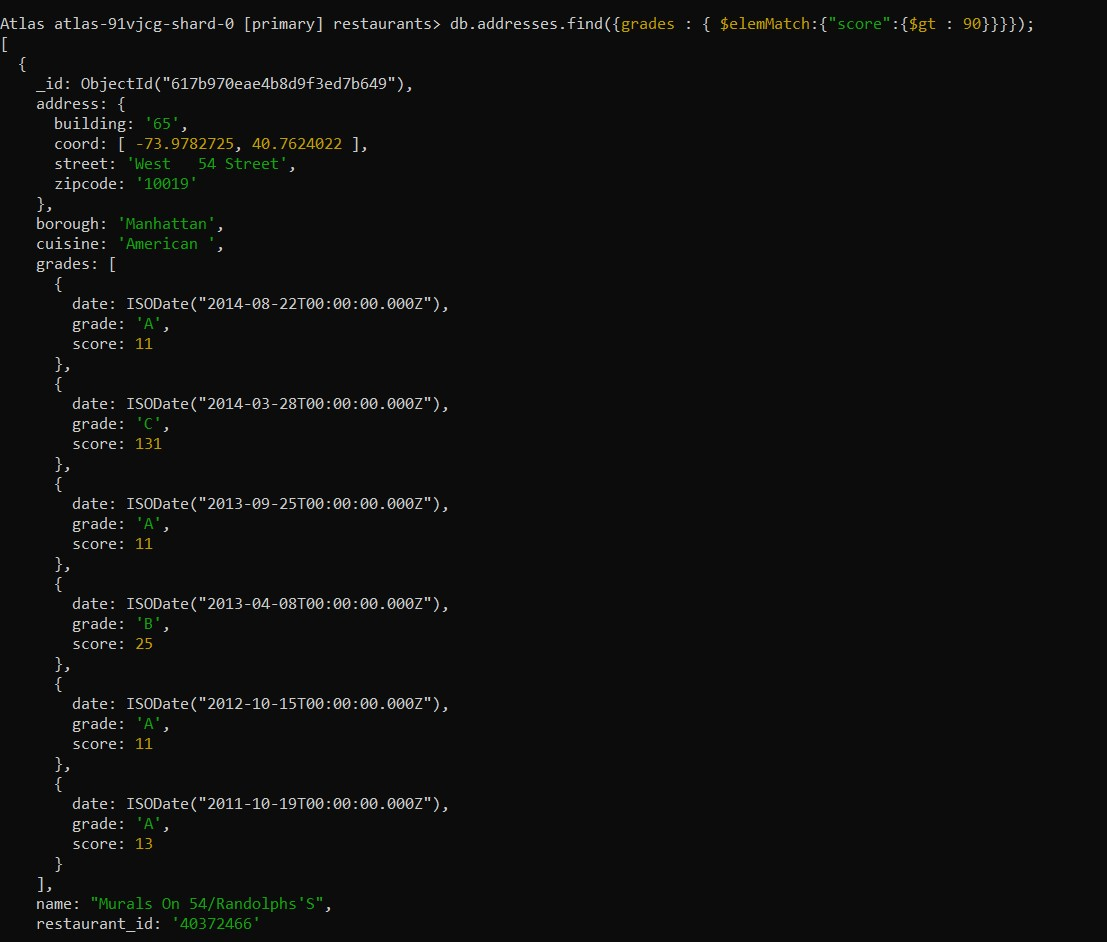 Atlas atlas-91vjcg-shard-0 [primary] restaurants> db.addresses.find({grades : { $elemMatch:{"score":{$gt : 90}}}});
[
  {
    _id: ObjectId("617b970eae4b8d9f3ed7b649"),
    address: {
      building: '65',
      coord: [ -73.9782725, 40.7624022 ],
      street: 'West   54 Street',
      zipcode: '10019'
    },
    borough: 'Manhattan',
    cuisine: 'American ',
    grades: [
      {
        date: ISODate("2014-08-22T00:00:00.000Z"),
        grade: 'A',
        score: 11
      },
      {
        date: ISODate("2014-03-28T00:00:00.000Z"),
        grade: 'C',
        score: 131
      },
      {
        date: ISODate("2013-09-25T00:00:00.000Z"),
        grade: 'A',
        score: 11
      },
      {
        date: ISODate("2013-04-08T00:00:00.000Z"),
        grade: 'B',
        score: 25
      },
      {
        date: ISODate("2012-10-15T00:00:00.000Z"),
        grade: 'A',
        score: 11
      },
      {
        date: ISODate("2011-10-19T00:00:00.000Z"),
        grade: 'A',
        score: 13
      }
    ],
    name: "Murals On 54/Randolphs'S",
    restaurant_id: '40372466'